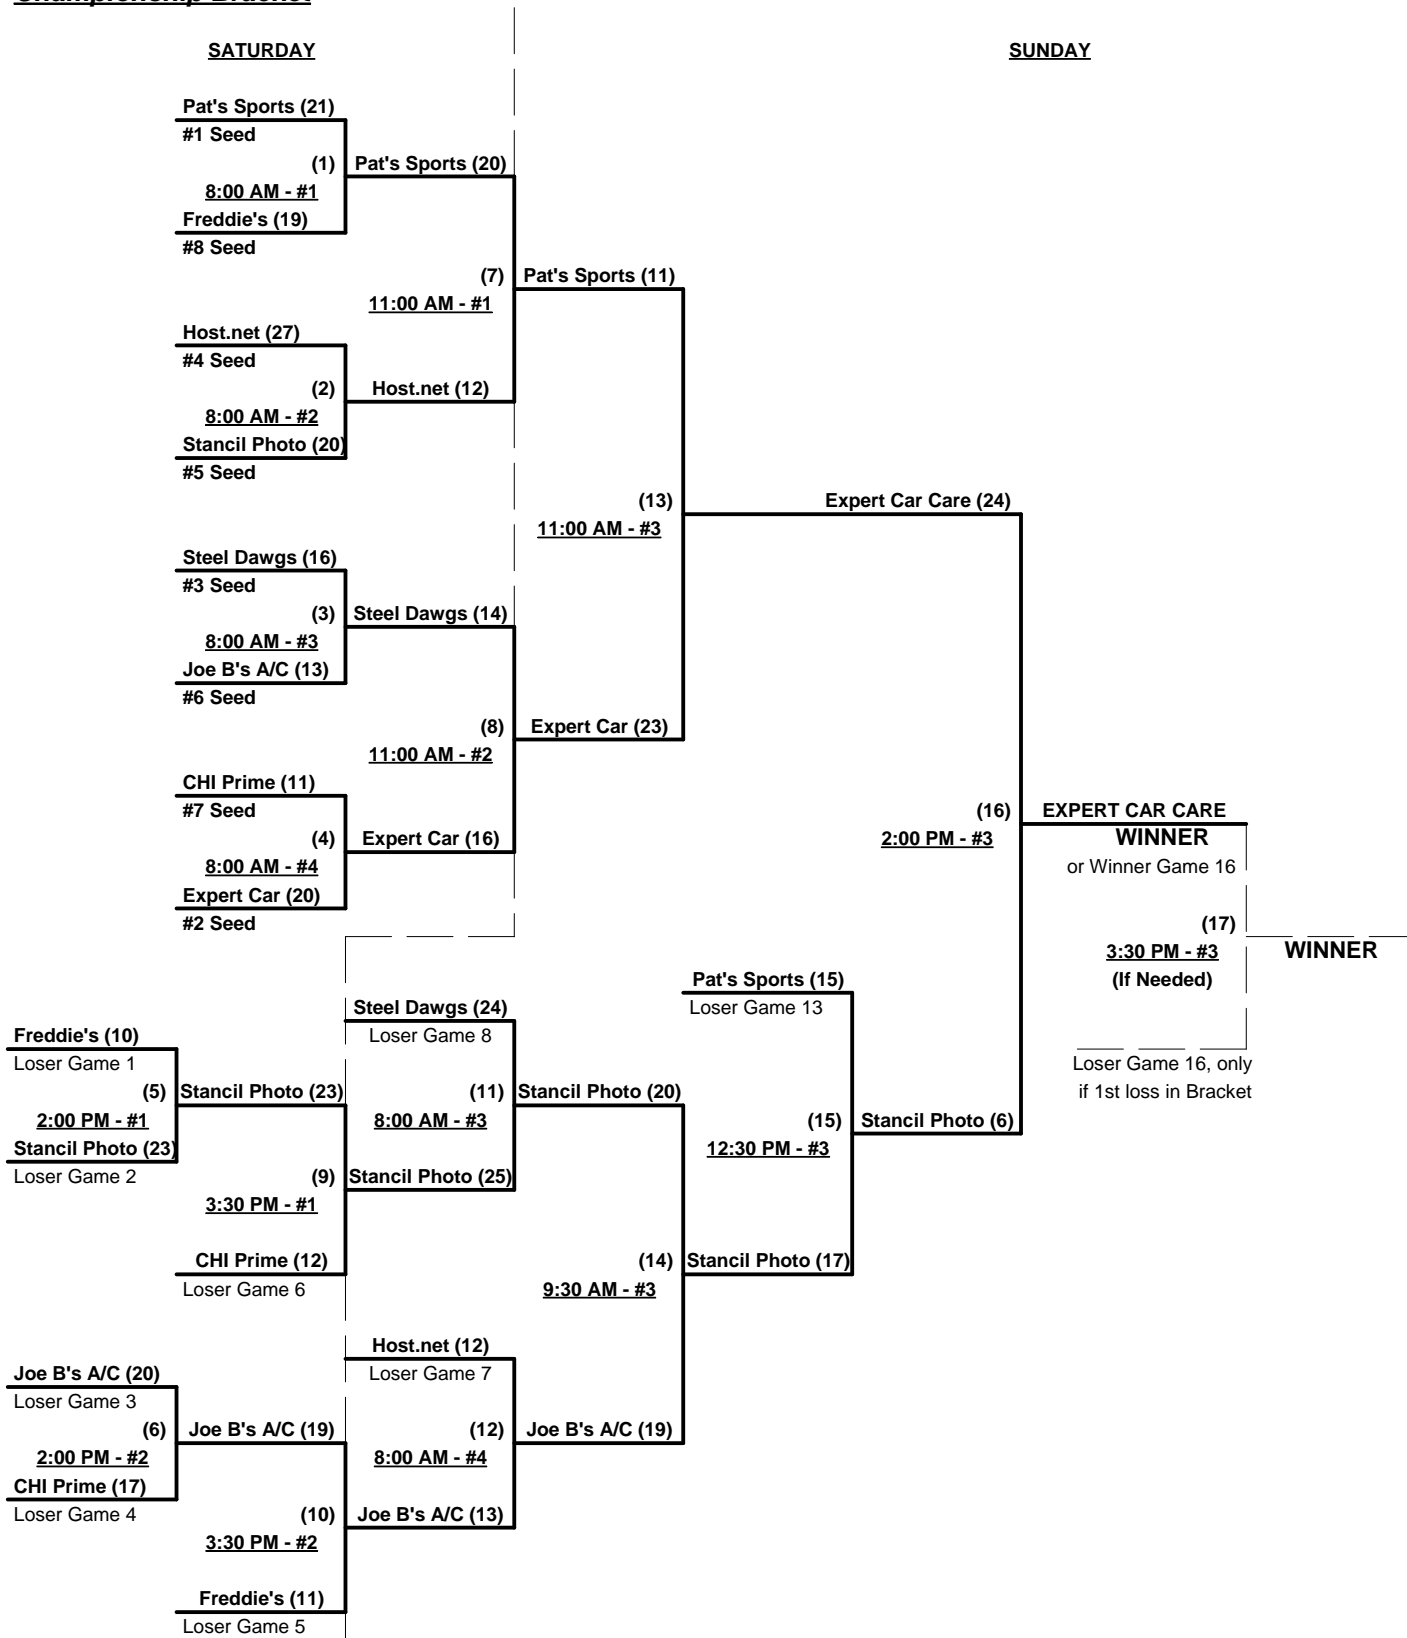 Championship Bracket
SATURDAY
SUNDAY
Pat's Sports (21)
#1 Seed
(1)
Pat's Sports (20)
8:00 AM - #1
Freddie's (19)
#8 Seed
(7)
Pat's Sports (11)
11:00 AM - #1
Host.net (27)
#4 Seed
(2)
Host.net (12)
8:00 AM - #2
Stancil Photo (20)
#5 Seed
(13)
Expert Car Care (24)
11:00 AM - #3
Steel Dawgs (16)
#3 Seed
(3)
Steel Dawgs (14)
8:00 AM - #3
Joe B's A/C (13)
#6 Seed
(8)
Expert Car (23)
11:00 AM - #2
CHI Prime (11)
#7 Seed
(4)
Expert Car (16)
8:00 AM - #4
Expert Car (20)
#2 Seed
(16)
EXPERT CAR CARE
2:00 PM - #3
WINNER
or Winner Game 16
(17)
3:30 PM - #3
WINNER
(If Needed)
Loser Game 16, only
if 1st loss in Bracket
Pat's Sports (15)
Loser Game 13
Steel Dawgs (24)
Loser Game 8
Freddie's (10)
Loser Game 1
(5)
Stancil Photo (23)
2:00 PM - #1
Stancil Photo (23)
Loser Game 2
(11)
Stancil Photo (20)
8:00 AM - #3
(15)
Stancil Photo (6)
12:30 PM - #3
(9)
Stancil Photo (25)
3:30 PM - #1
CHI Prime (12)
Loser Game 6
(14)
Stancil Photo (17)
9:30 AM - #3
Host.net (12)
Loser Game 7
Joe B's A/C (20)
Loser Game 3
(6)
Joe B's A/C (19)
2:00 PM - #2
CHI Prime (17)
Loser Game 4
(12)
Joe B's A/C (19)
8:00 AM - #4
(10)
Joe B's A/C (13)
3:30 PM - #2
Freddie's (11)
Loser Game 5